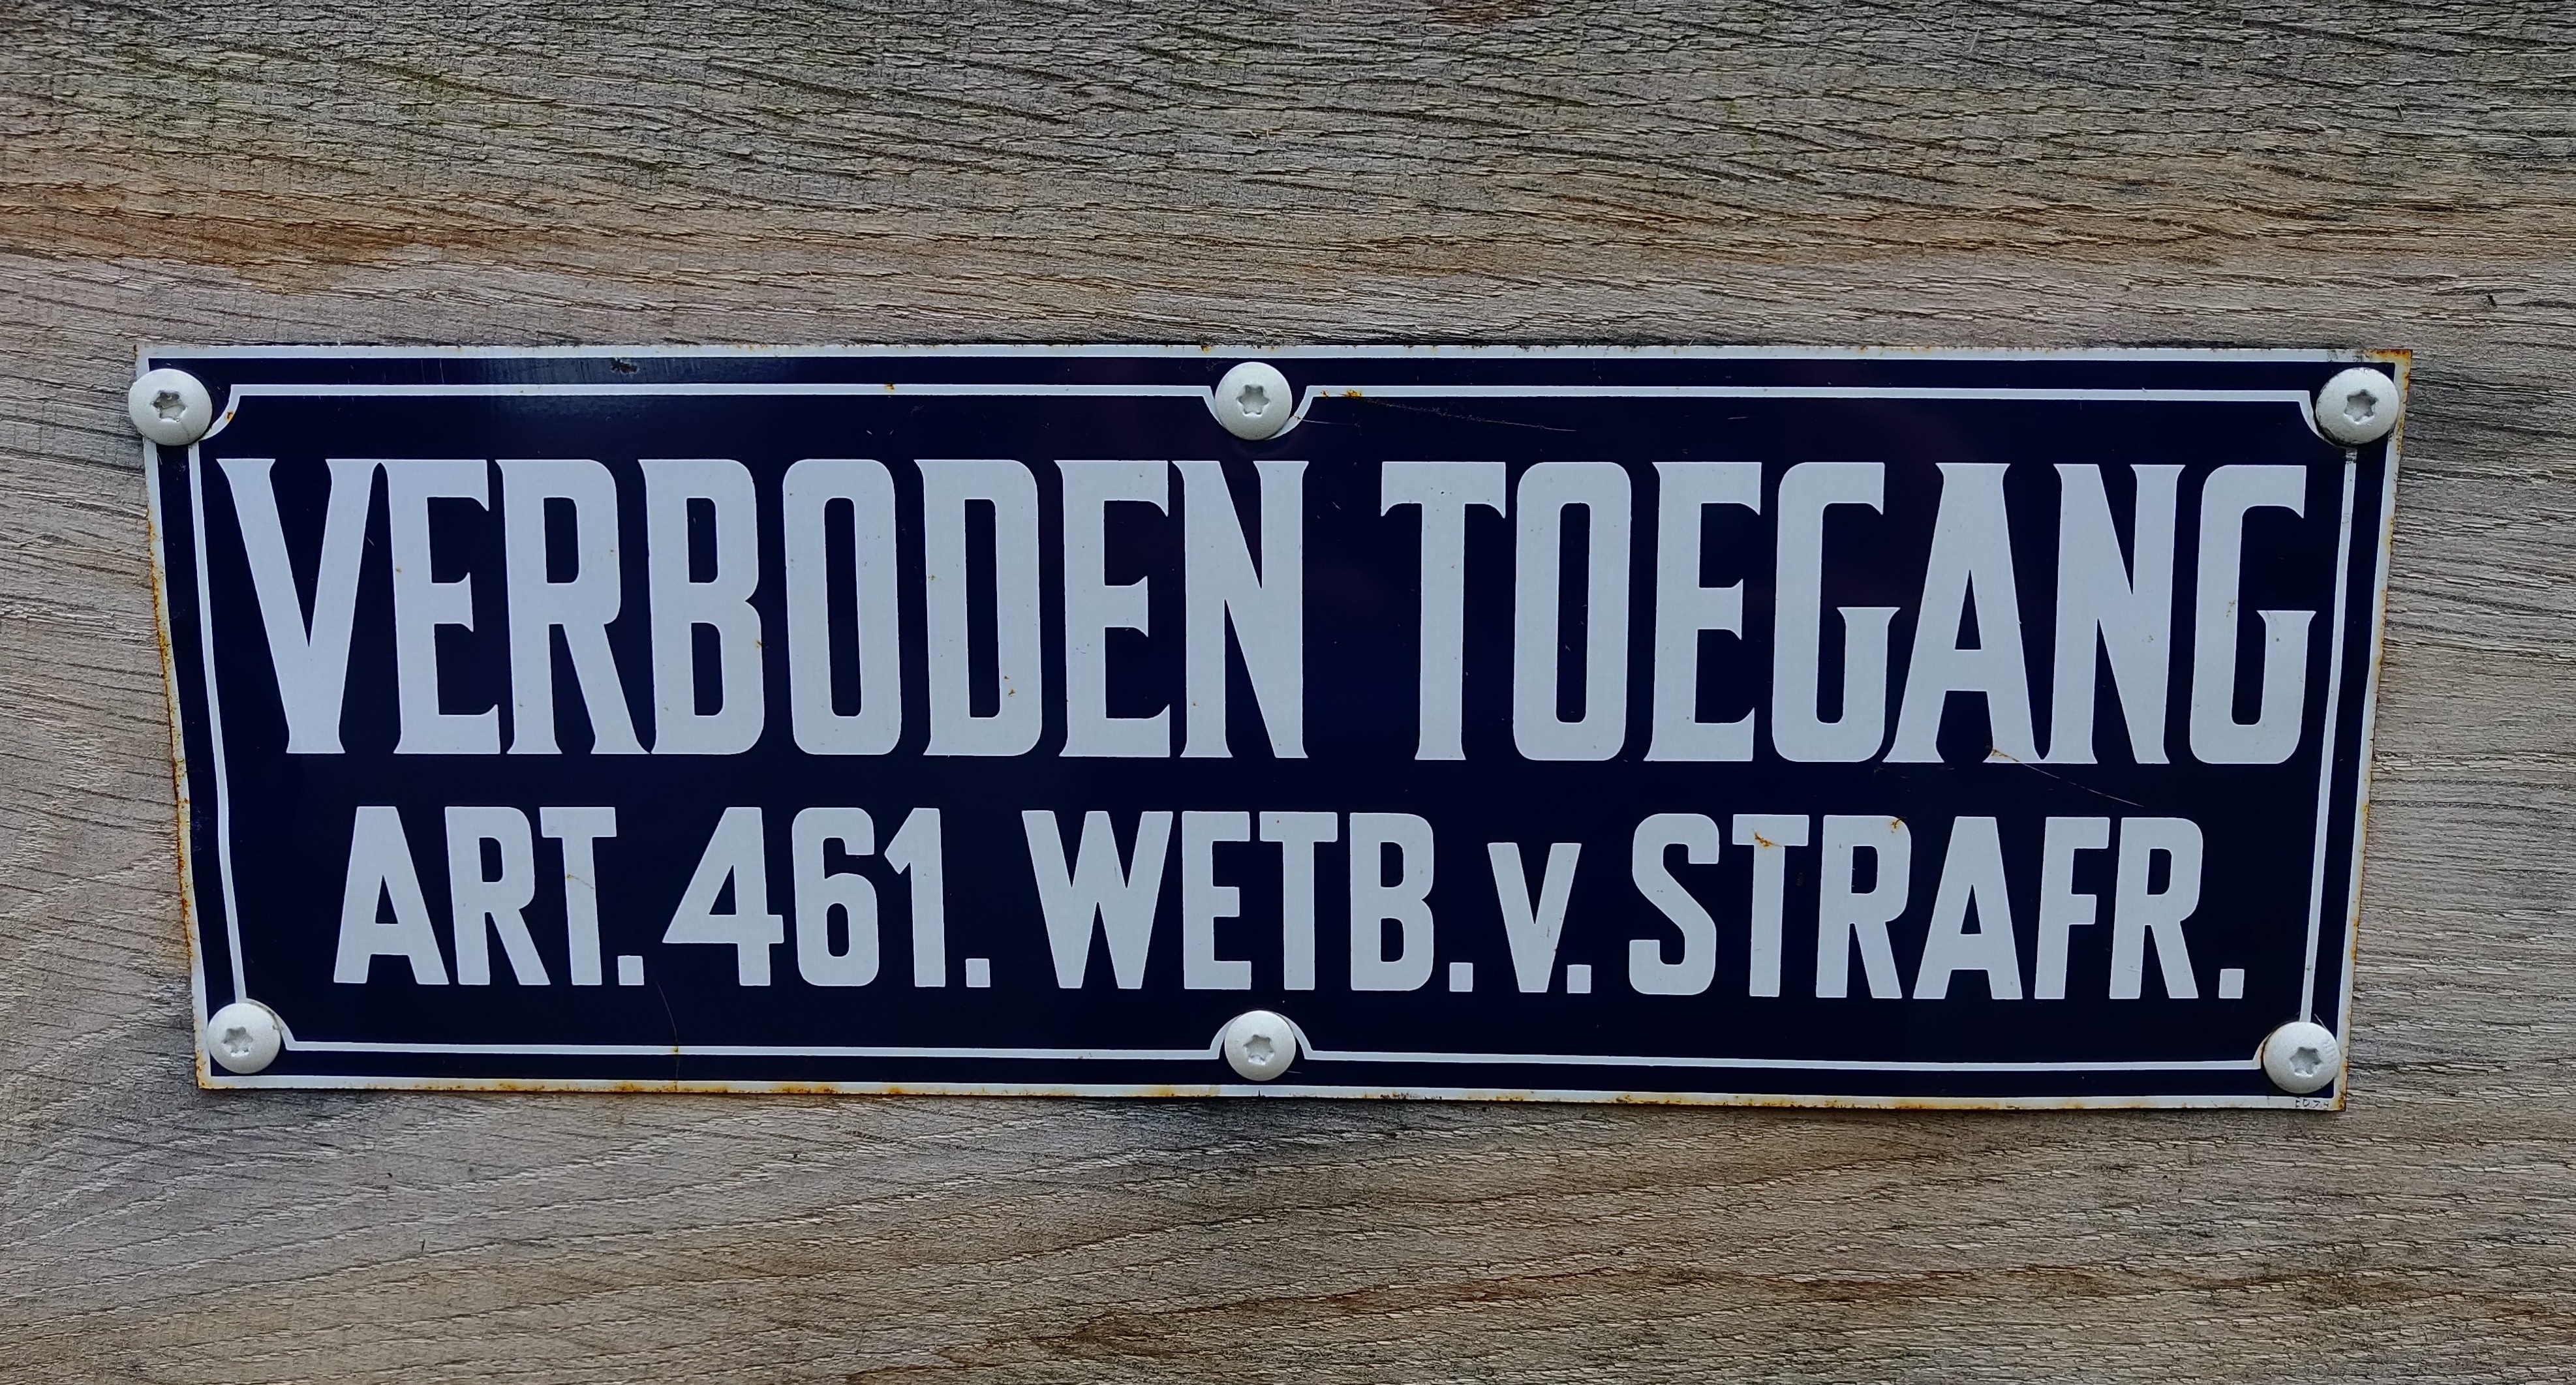 VERBODEN TOEGANG
ART. 461. WETB. v. STRAFR.